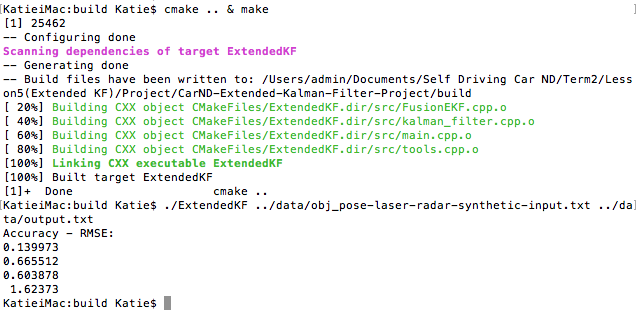 [KatieiMac:build Katie$ cmake .. & make ]
[1] 25462
-- Configuring done
Scanning dependencies of target ExtendedKF
-- Generating done
-- Build files have been written to: /Users/admin/Documents/Self Driving Car ND/Term2/Less
on5(Extended KF)/Project/CarND-Extended-Kalman-Filter-Project/build
[ 20%] Building CXX object CMakeFiles/ExtendedKF.dir/src/FusionEKF.cpp.o
[ 40%] Building CXX object CMakeFiles/ExtendedKF.dir/src/kalman_filter.cpp.o
[ 60%] Building CXX object CMakeFiles/ExtendedKF.dir/src/main.cpp.o
[ 80%] Building CXX object CMakeFiles/ExtendedKF.dir/src/tools.cpp.o
[100%] Linking CXX executable ExtendedKF
[100%] Built target ExtendedKF
[1]+  Done                    cmake ..
[KatieiMac:build Katie$ ./ExtendedKF ../data/obj_pose-laser-radar-synthetic-input.txt ../da]
ta/output.txt
Accuracy - RMSE:
0.139973
0.665512
0.603878
 1.62373
KatieiMac:build Katie$